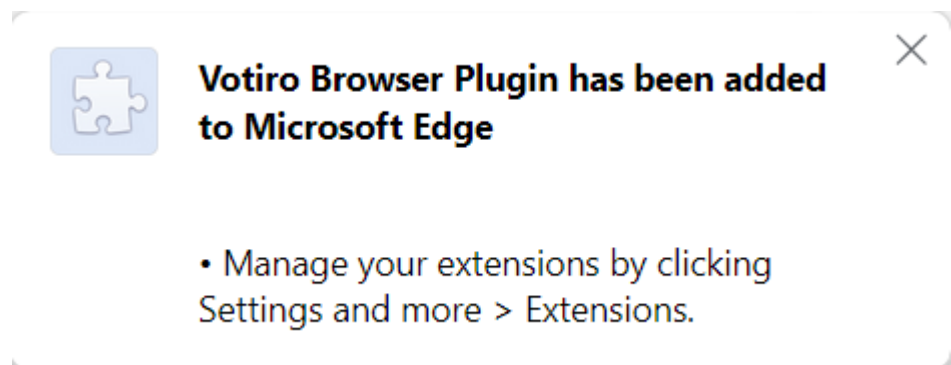 Votiro Browser Plugin has been added
to Microsoft Edge
• Manage your extensions by clicking
Settings and more > Extensions.